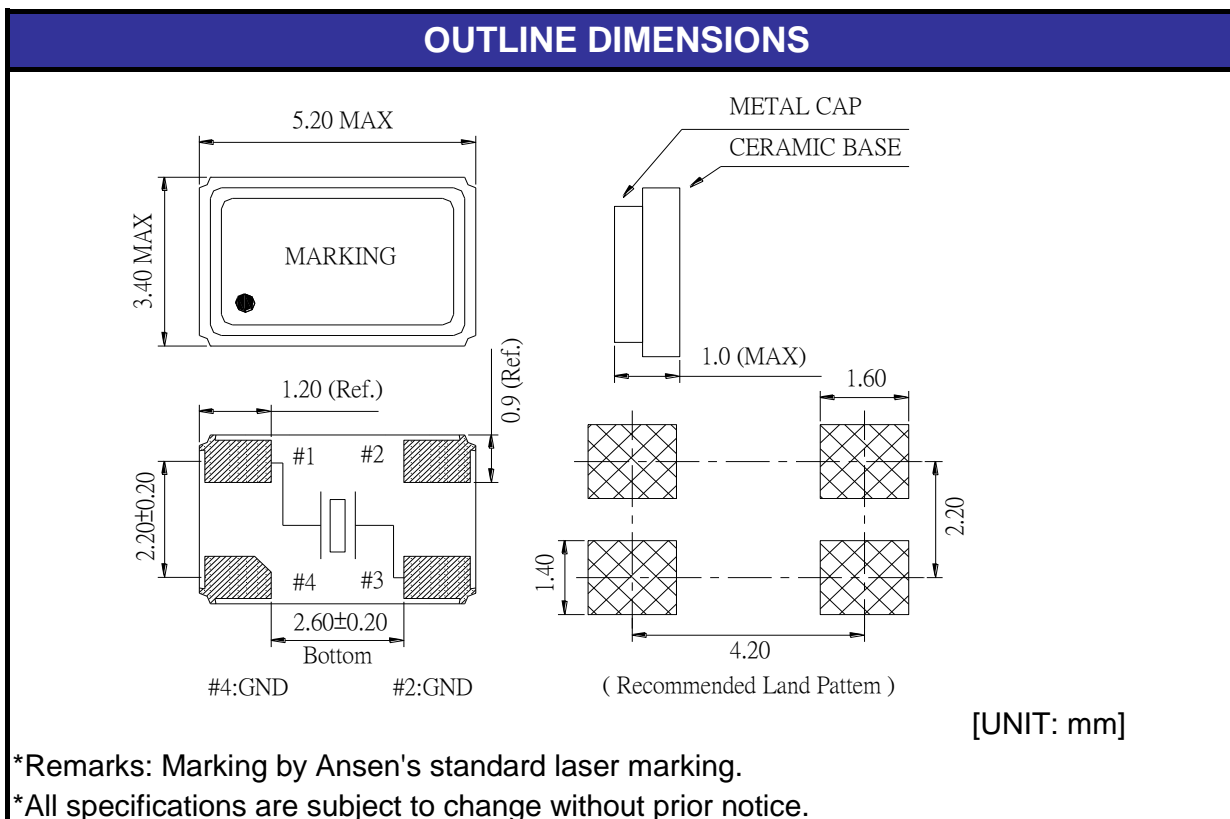 OUTLINE DIMENSIONS
5.20 MAX
METAL CAP
CERAMIC BASE
3.40 MAX
MARKING
1.0 (MAX)
1.20 (Ref.)
0.9 (Ref.)
1.60
#1
#2
2.20±0.20
2.20
#4
#3
1.40
2.60±0.20
Bottom
4.20
#4:GND
#2:GND
( Recommended Land Pattem )
[UNIT: mm]
*Remarks: Marking by Ansen's standard laser marking.
*All specifications are subject to change without prior notice.